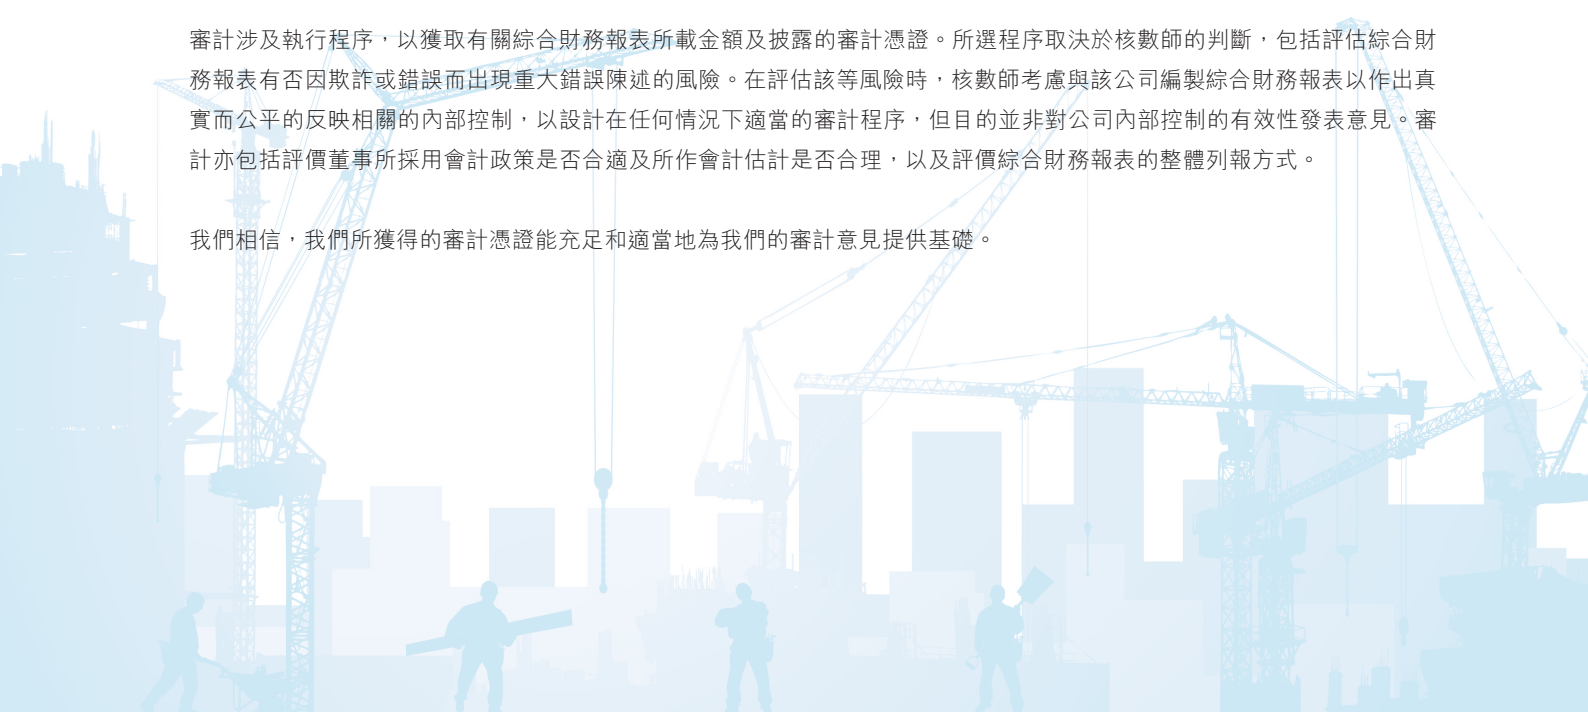 審計涉及執行程序，以獲取有關綜合財務報表所載金額及披露的審計憑證。所選程序取決於核數師的判斷，包括評估綜合財
務報表有否因欺詐或錯誤而出現重大錯誤陳述的風險。在評估該等風險時，核數師考慮與該公司編製綜合財務報表以作出真
實而公平的反映相關的內部控制，以設計在任何情況下適當的審計程序，但目的並非對公司內部控制的有效性發表意見。審
計亦包括評價董事所採用會計政策是否合適及所作會計估計是否合理，以及評價綜合財務報表的整體列報方式。
我們相信，我們所獲得的審計憑證能充足和適當地為我們的審計意見提供基礎。